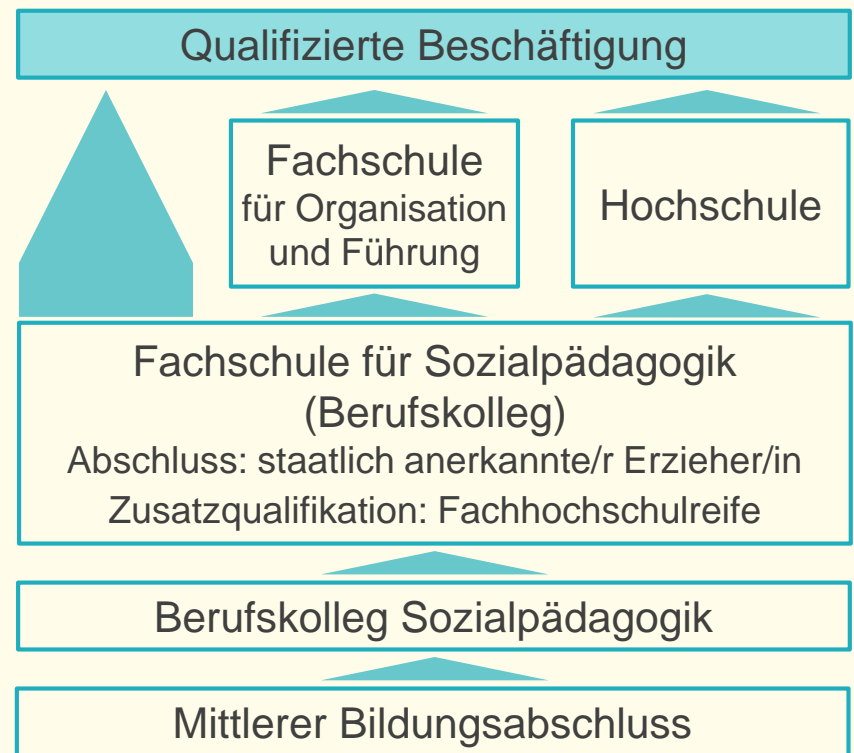 Qualifizierte Beschäftigung
Fachschule
für Organisation
und Führung
Hochschule
Fachschule für Sozialpädagogik
(Berufskolleg)
Abschluss: staatlich anerkannte/r Erzieher/in
Zusatzqualifikation: Fachhochschulreife
Berufskolleg Sozialpädagogik
Mittlerer Bildungsabschluss